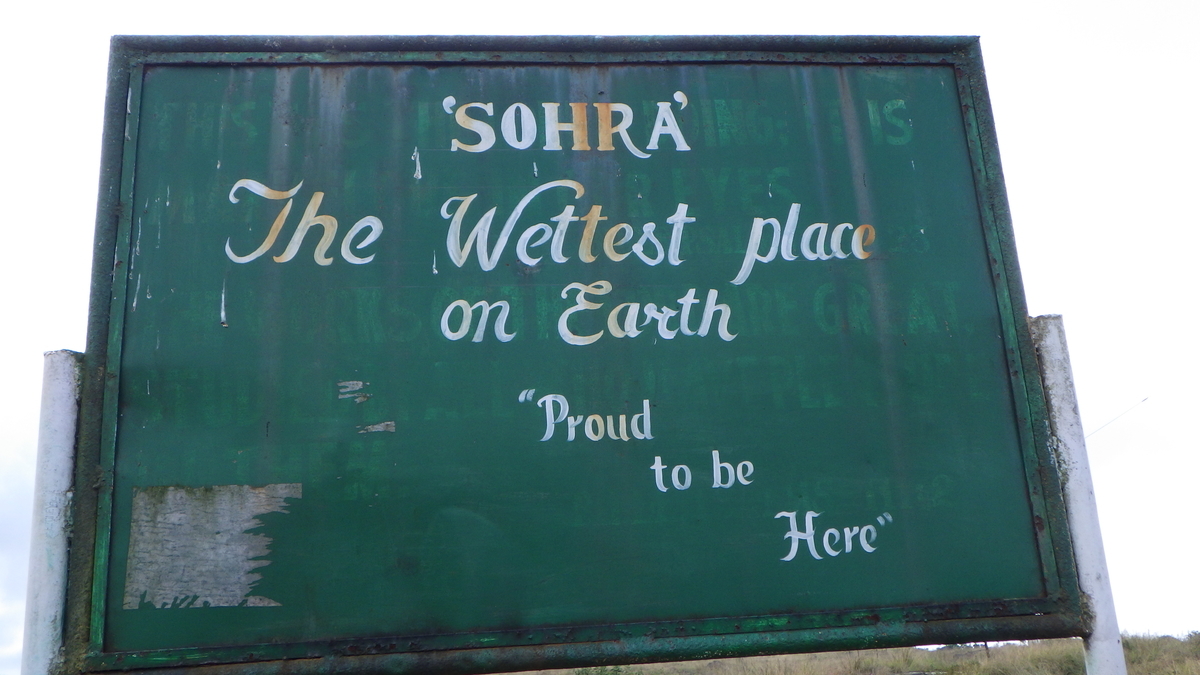 'SOHRA'
The Wettest place
on Earth
"Proud
to be
Here"